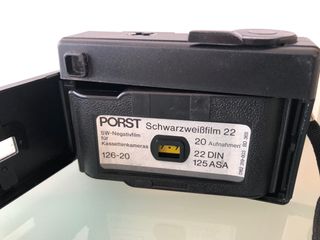 PORST Schwarzweißfilm 22
SW-Negativfilm
für
Kassettenkameras
20 Aufnahmen
126-20
22 DIN
125 ASA